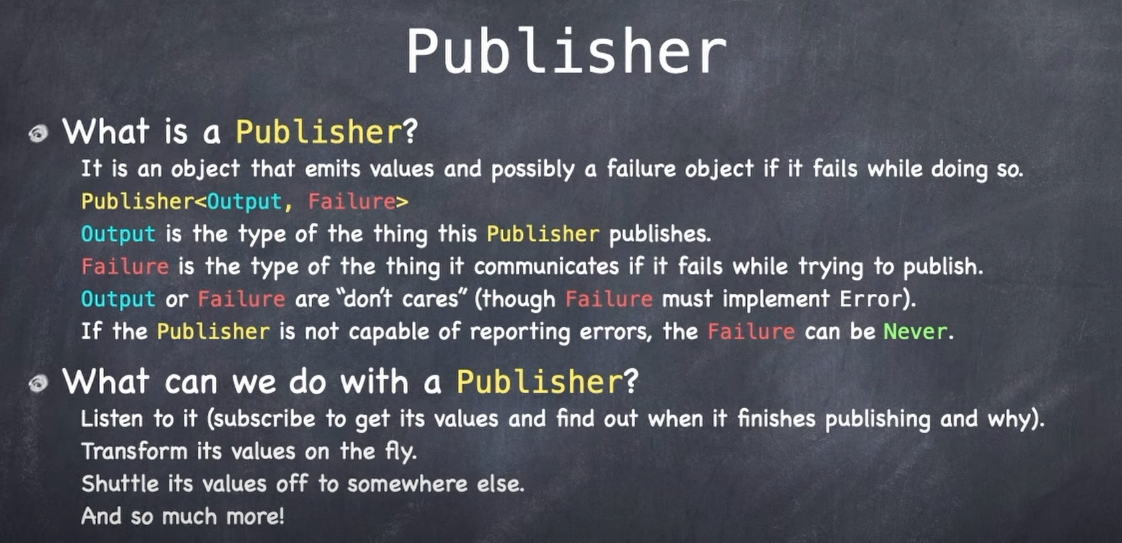 Publisher
What is a Publisher?
It is an object that emits values and possibly a failure object if it fails while doing so.
Publisher<Output, Failure>
Output is the type of the thing this Publisher publishes.
Failure is the type of the thing it communicates if it fails while trying to publish.
Output or Failure are “don’t cares” (though Failure must implement Error).
If the Publisher is not capable of reporting errors, the Failure can be Never.
What can we do with a Publisher?
Listen to it (subscribe to get its values and find out when it finishes publishing and why).
Transform its values on the fly.
Shuttle its values off to somewhere else.
And so much more!